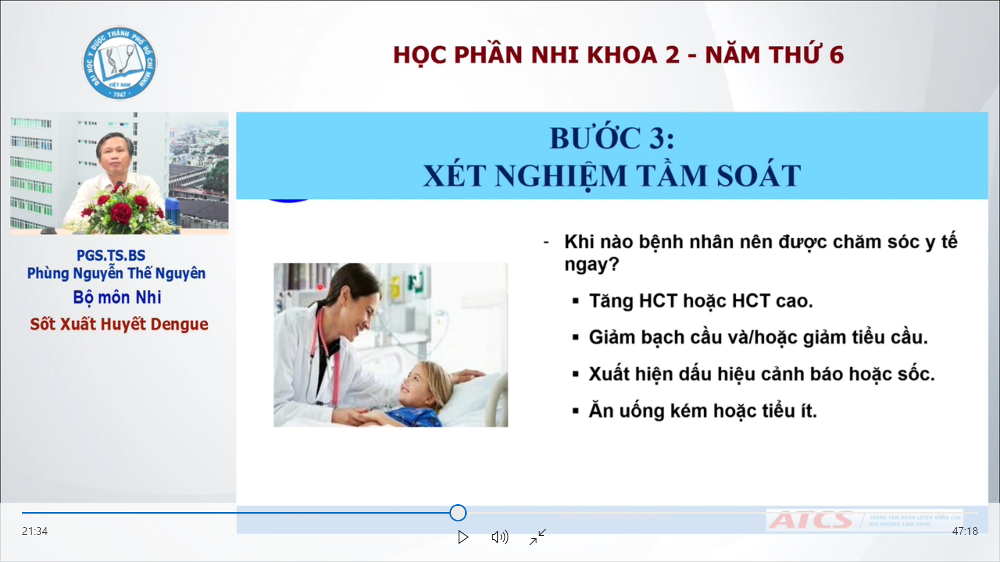 ĐẠI HỌC Y DƯỢC THÀNH PHỐ HỒ CHÍ MINH
VIỆT NAM
1947
HỌC PHẦN NHI KHOA 2 - NĂM THỨ 6
PGS.TS.BS
Phùng Nguyễn Thế Nguyên
Bộ môn Nhi
Sốt Xuất Huyết Dengue
BƯỚC 3:
XÉT NGHIỆM TẦM SOÁT
- Khi nào bệnh nhân nên được chăm sóc y tế
ngay?
▪ Tăng HCT hoặc HCT cao.
▪ Giảm bạch cầu và/hoặc giảm tiểu cầu.
▪ Xuất hiện dấu hiệu cảnh báo hoặc sốc.
▪ Ăn uống kém hoặc tiểu ít.
ATCS
TRUNG TÂM HUẤN LUYỆN NÂNG CAO
MÔ PHỎNG LÂM SÀNG
21:34
47:18